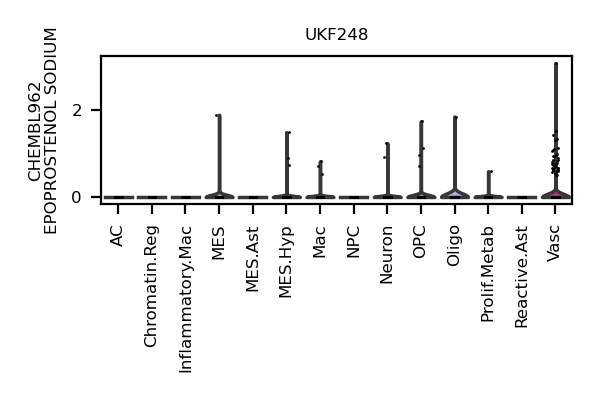 UKF248
CHEMBL962
EPOPROSTENOL SODIUM
2
0
AC
Chromatin.Reg
Inflammatory.Mac
MES
MES.Ast
MES.Hyp
Mac
NPC
Neuron
OPC
Oligo
Prolif.Metab
Reactive.Ast
Vasc